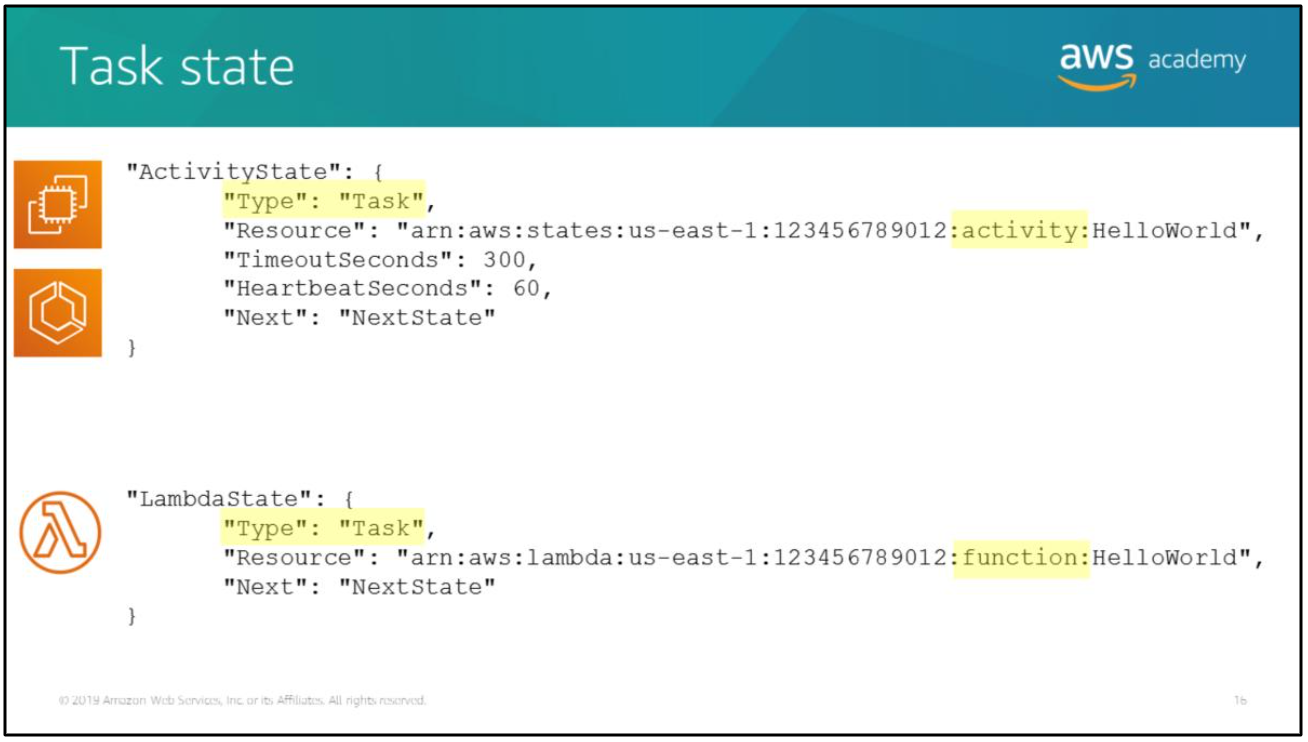 Task state
aws academy
"ActivityState": {
"Type": "Task",
"Resource": "arn:aws:states:us-east-1:123456789012:activity:HelloWorld",
"TimeoutSeconds": 300,
"HeartbeatSeconds": 60,
"Next": "NextState"
}
"LambdaState": {
"Type": "Task",
"Resource": "arn:aws:lambda:us-east-1:123456789012:function:HelloWorld",
"Next": "NextState"
}
© 2019 Amazon Web Services, Inc. or its Affiliates. All rights reserved.
16